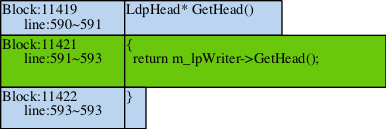 Block:11419
line:590~591
LdpHead* GetHead()
Block:11421
line:591~593
{
return m_lpWriter->GetHead();
Block:11422
line:593~593
}